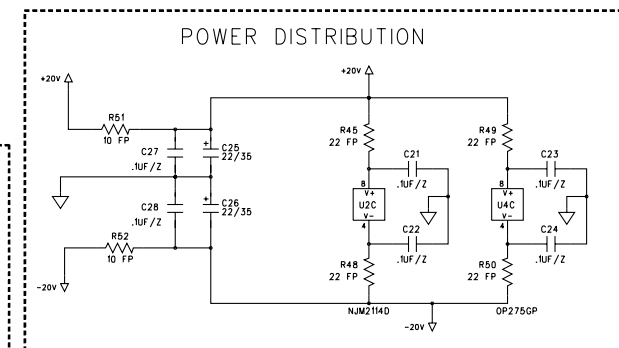 POWER DISTRIBUTION
+20V
+20V
R51
10 FP
C27
.1UF/Z
+
C25
22/35
C28
.1UF/Z
+
C26
22/35
R52
10 FP
-20V
R45
22 FP
C21
.1UF/Z
8
V+
U2C
V-
4
C22
.1UF/Z
R48
22 FP
NJM2114D
-20V
R49
22 FP
C23
.1UF/Z
8
V+
U4C
V-
4
C24
.1UF/Z
R50
22 FP
OP275GP